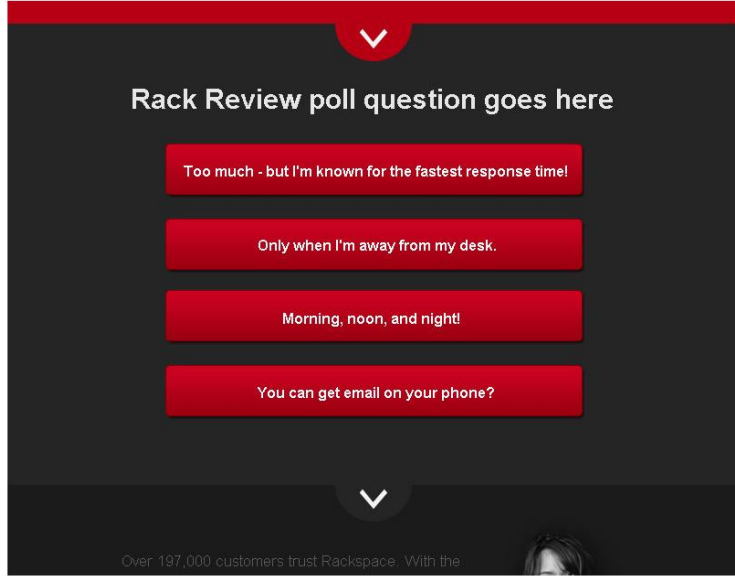 Rack Review poll question goes here
Too much - but I'm known for the fastest response time!
Only when I'm away from my desk.
Morning, noon, and night!
You can get email on your phone?
Over 197,000 customers trust Rackspace. With the